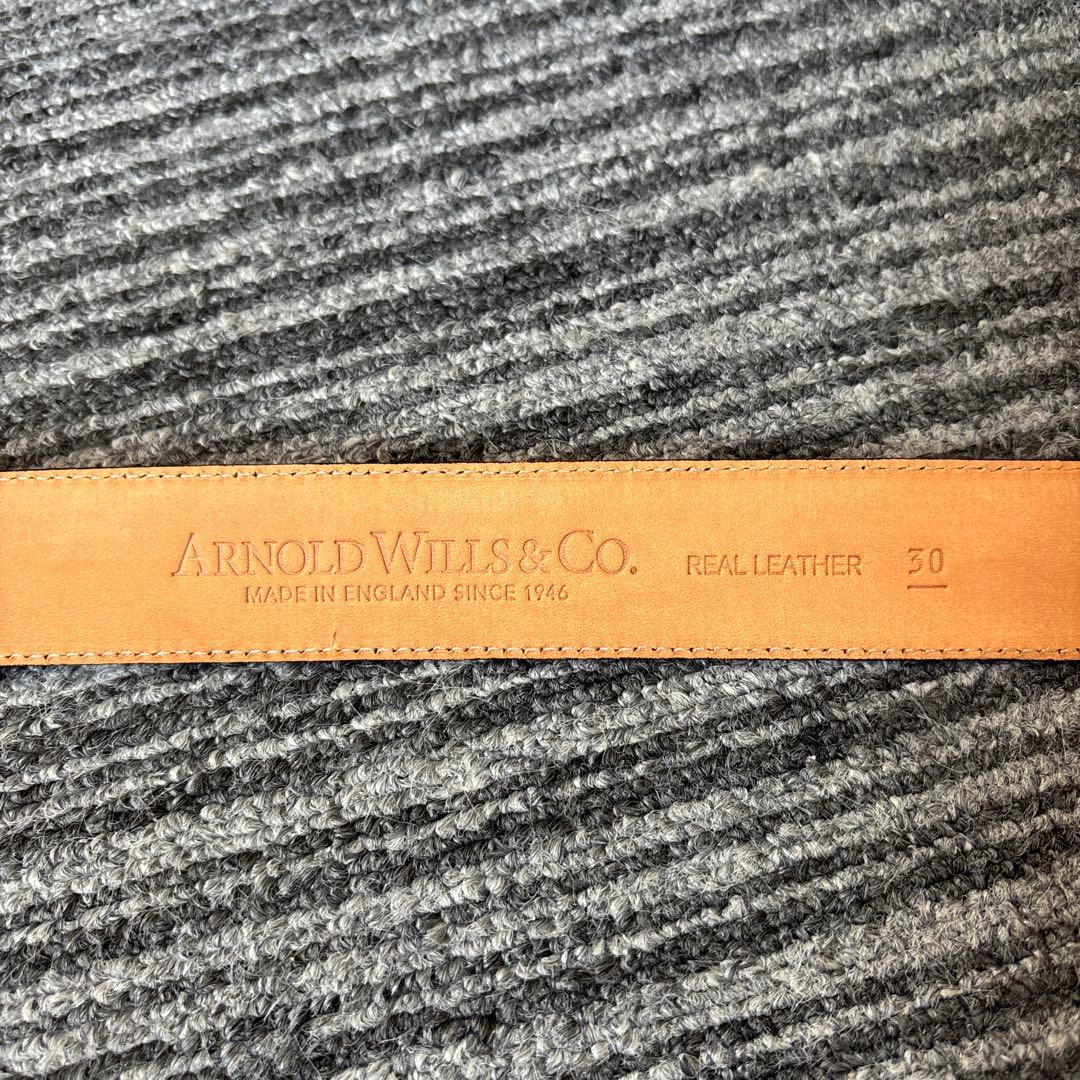 ARNOLD WILLS & CO. REAL LEATHER 30
MADE IN ENGLAND SINCE 1946